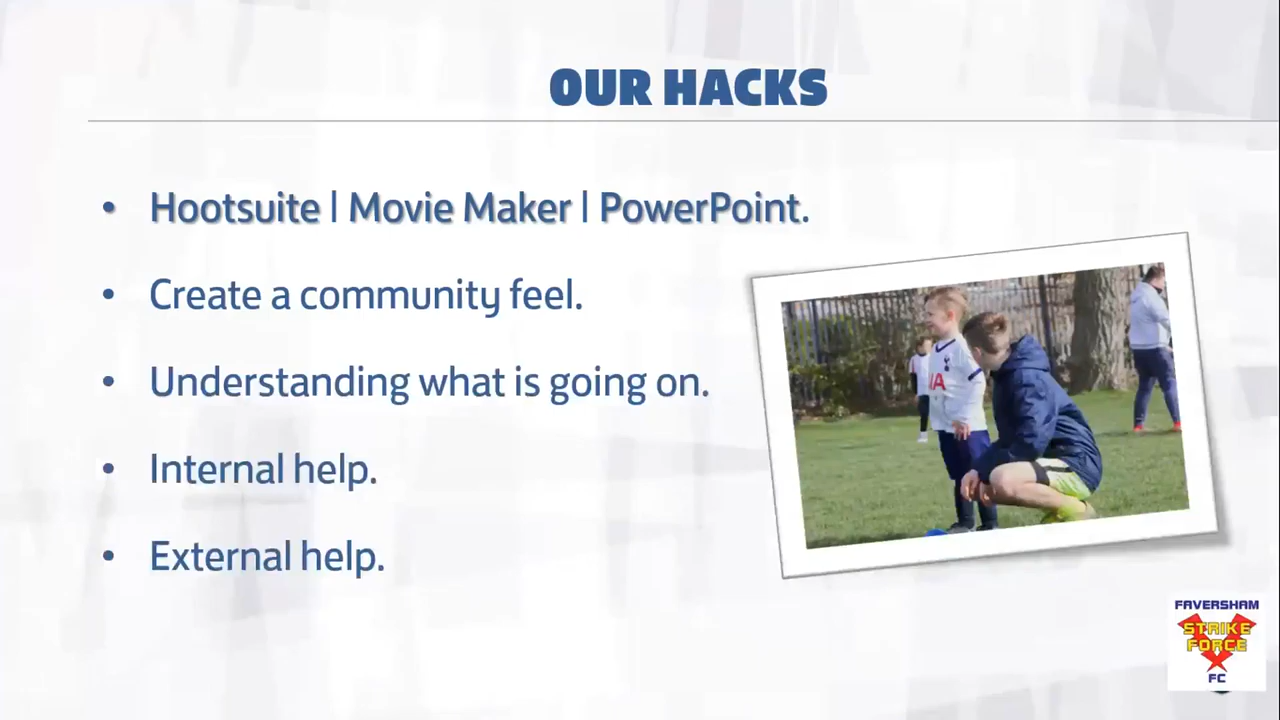 OUR HACKS
• Hootsuite | Movie Maker | PowerPoint.
• Create a community feel.
• Understanding what is going on.
• Internal help.
• External help.
IA
FAVERSHAM
STRIKE
FORCE
FC